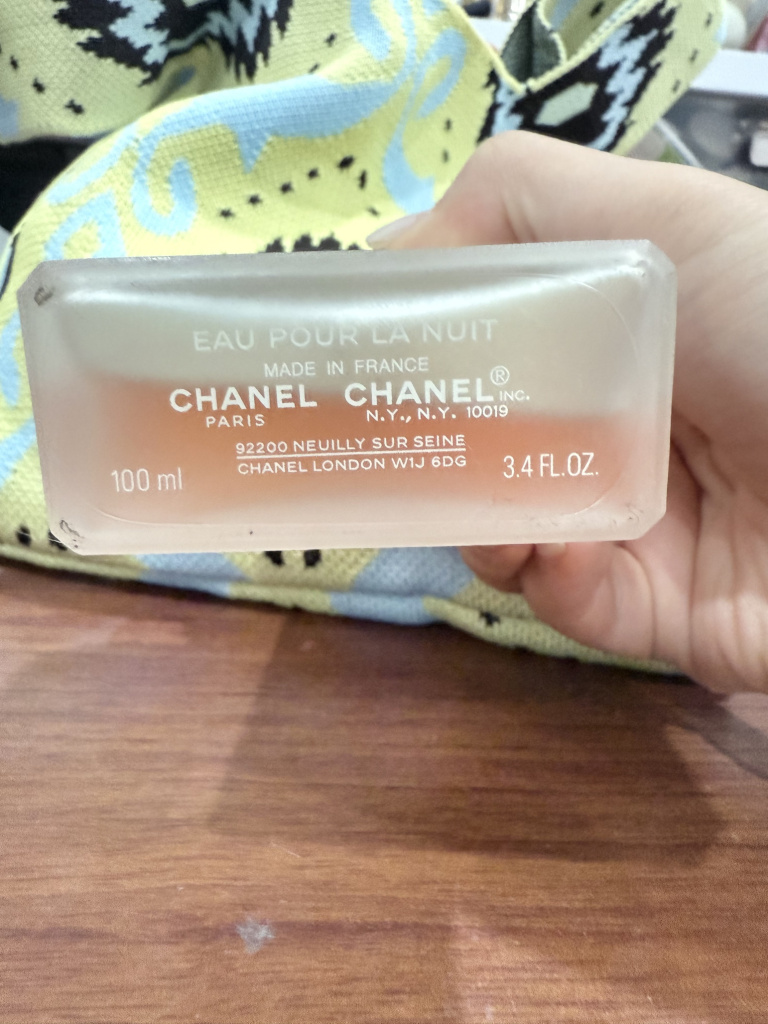 EAU POUR LA NUIT
MADE IN FRANCE
CHANEL CHANEL® INC.
PARIS N.Y., N.Y. 10019
92200 NEUILLY SUR SEINE
CHANEL LONDON W1J 6DG
100 ml 3.4 FL.OZ.